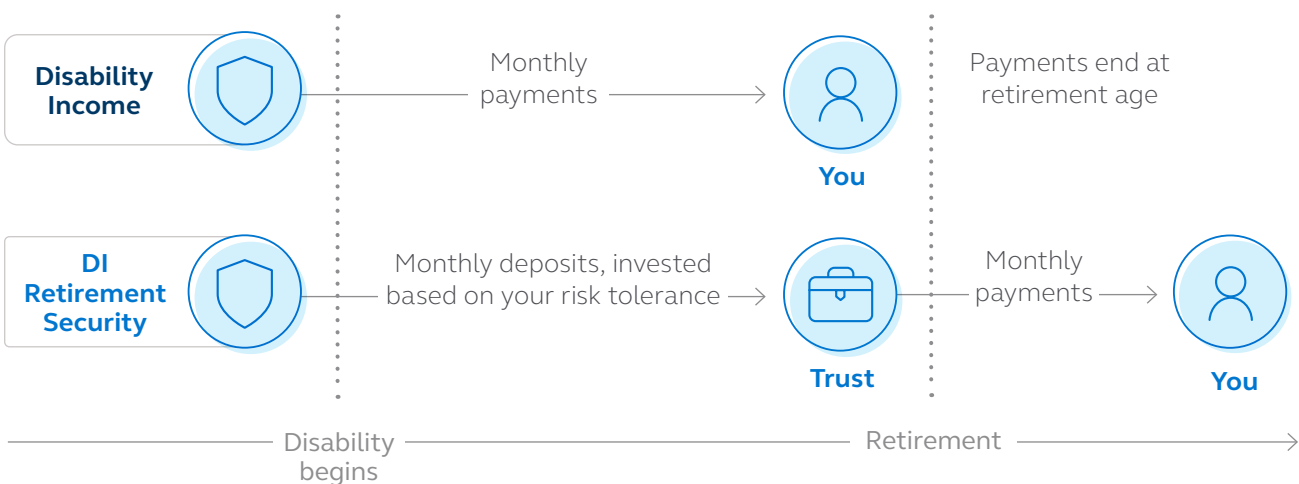 Disability
Income
Monthly
payments
You
Payments end at
retirement age
DI
Retirement
Security
Monthly deposits, invested
based on your risk tolerance
Trust
Monthly
payments
You
Disability
begins
Retirement